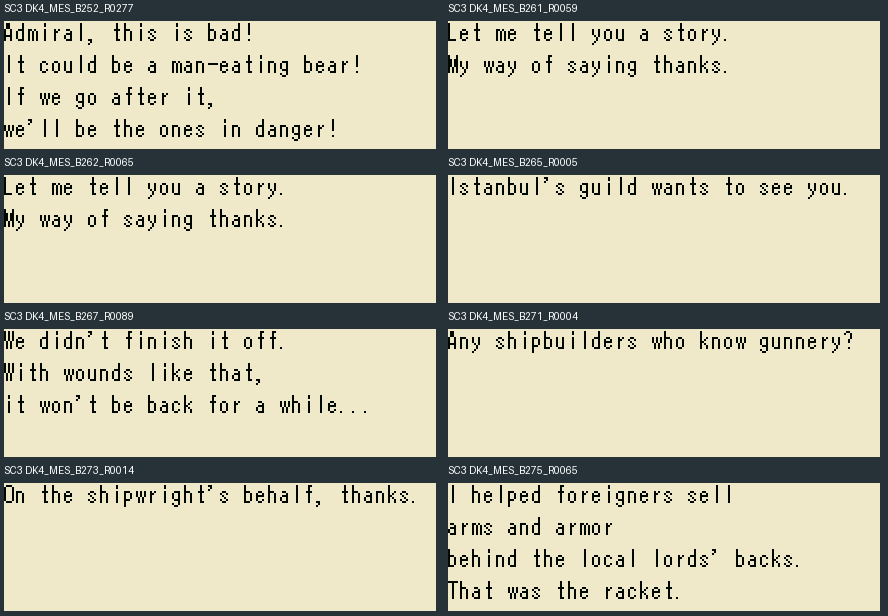 SC3 DK4_MES_B252_R0277
Admiral, this is bad!
It could be a man-eating bear!
If we go after it,
we'll be the ones in danger!
SC3 DK4_MES_B261_R0059
Let me tell you a story.
My way of saying thanks.
SC3 DK4_MES_B262_R0065
Let me tell you a story.
My way of saying thanks.
SC3 DK4_MES_B265_R0005
Istanbul's guild wants to see you.
SC3 DK4_MES_B267_R0089
We didn't finish it off.
With wounds like that,
it won't be back for a while...
SC3 DK4_MES_B271_R0004
Any shipbuilders who know gunnery?
SC3 DK4_MES_B273_R0014
On the shipwright's behalf, thanks.
SC3 DK4_MES_B275_R0065
I helped foreigners sell
arms and armor
behind the local lords' backs.
That was the racket.